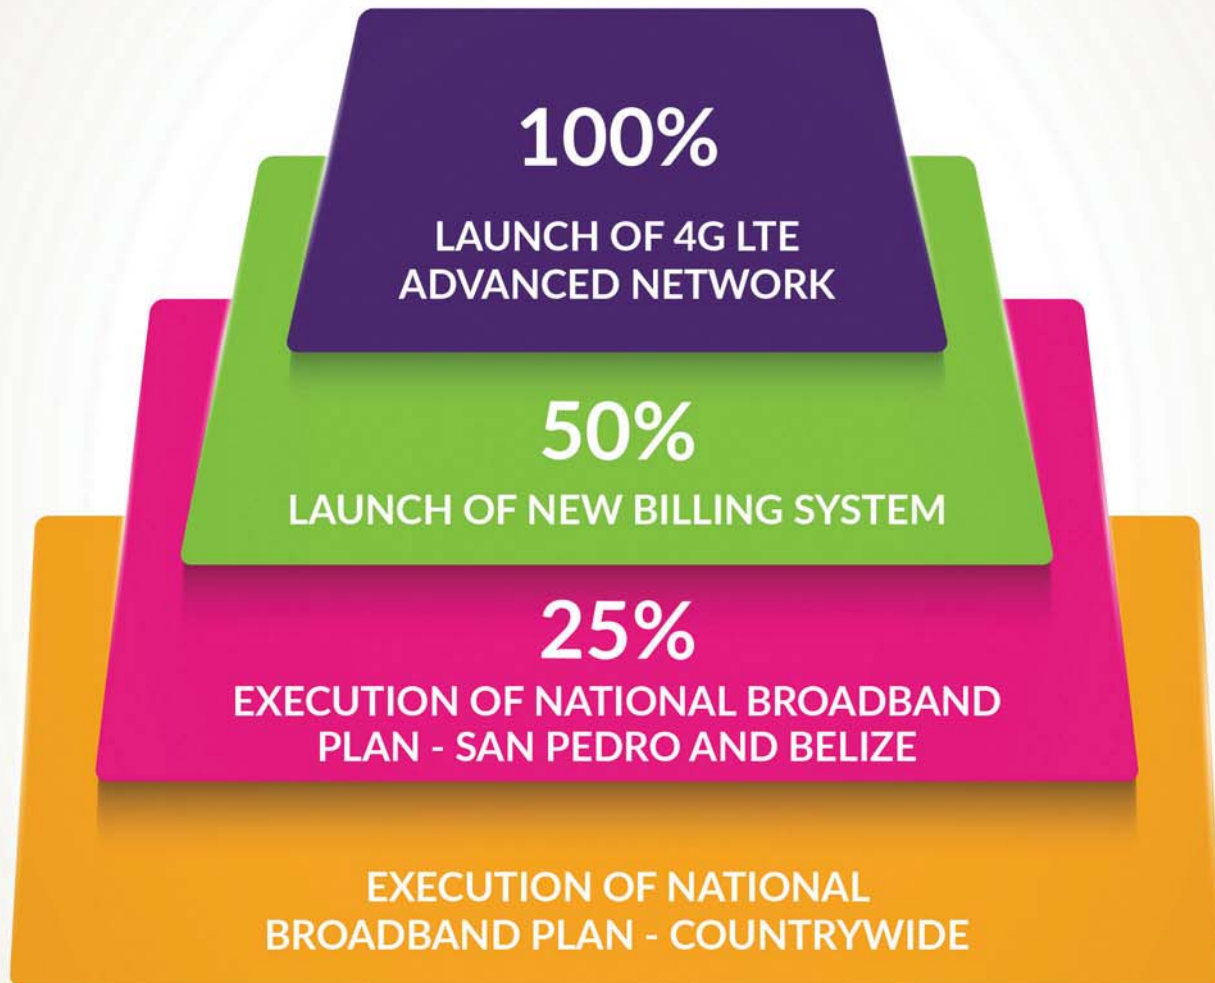 100%
LAUNCH OF 4G LTE
ADVANCED NETWORK
50%
LAUNCH OF NEW BILLING SYSTEM
25%
EXECUTION OF NATIONAL BROADBAND
PLAN - SAN PEDRO AND BELIZE
EXECUTION OF NATIONAL
BROADBAND PLAN - COUNTRYWIDE